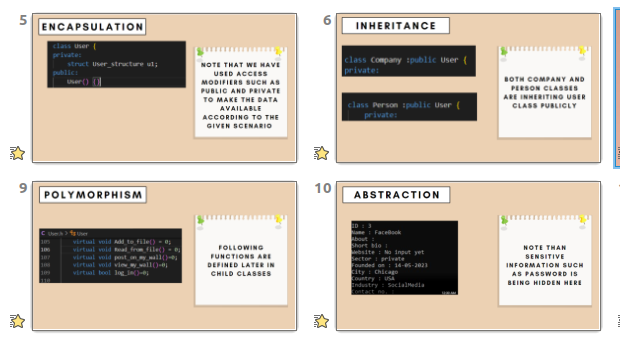 5
ENCAPSULATION
class User {
private:
struct User_structure u1;
public:
User() {}
NOTE THAT WE HAVE
USED ACCESS
MODIFIERS SUCH AS
PUBLIC AND PRIVATE
TO MAKE THE DATA
AVAILABLE
ACCORDING TO THE
GIVEN SCENARIO
6
INHERITANCE
class Company :public User {
private:
class Person :public User {
private:
BOTH COMPANY AND
PERSON CLASSES
ARE INHERITING USER
CLASS PUBLICLY
9
POLYMORPHISM
105 virtual void Add_to_file() = 0;
106 virtual void Read_from_file() = 0;
107 virtual void post_on_my_wall()=0;
108 virtual void view_my_wall()=0;
109 virtual bool log_in()=0;
110
FOLLOWING
FUNCTIONS ARE
DEFINED LATER IN
CHILD CLASSES
10
ABSTRACTION
ID : 3
Name : FaceBook
About :
Short bio :
Website : No input yet
Sector : private
Founded on : 14-05-2023
City : Chicago
Country : USA
Industry : SocialMedia
Contact no.
NOTE THAN
SENSITIVE
INFORMATION SUCH
AS PASSWORD IS
BEING HIDDEN HERE